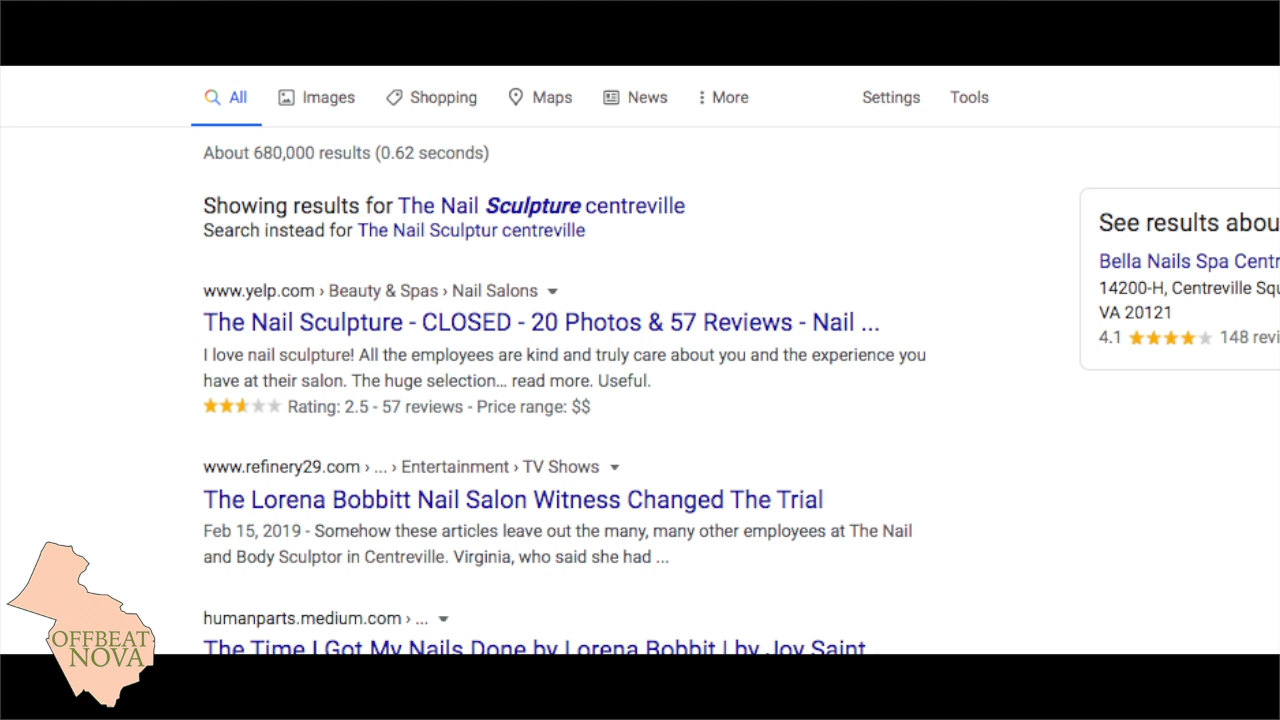 All Images Shopping Maps News More Settings Tools
About 680,000 results (0.62 seconds)
Showing results for The Nail Sculpture centreville
Search instead for The Nail Sculptur centreville
www.yelp.com › Beauty & Spas › Nail Salons
The Nail Sculpture - CLOSED - 20 Photos & 57 Reviews - Nail ...
I love nail sculpture! All the employees are kind and truly care about you and the experience you
have at their salon. The huge selection... read more. Useful.
Rating: 2.5 - 57 reviews - Price range: $$
www.refinery29.com › ... › Entertainment › TV Shows
The Lorena Bobbitt Nail Salon Witness Changed The Trial
Feb 15, 2019 - Somehow these articles leave out the many, many other employees at The Nail
and Body Sculptor in Centreville. Virginia, who said she had ...
humanparts.medium.com › ...
The Time I Got My Nails Done by Lorena Bobbit | by Joy Saint
See results abou
Bella Nails Spa Centr
14200-H, Centreville Squ
VA 20121
4.1 148 revi
OFFBEAT
NOVA